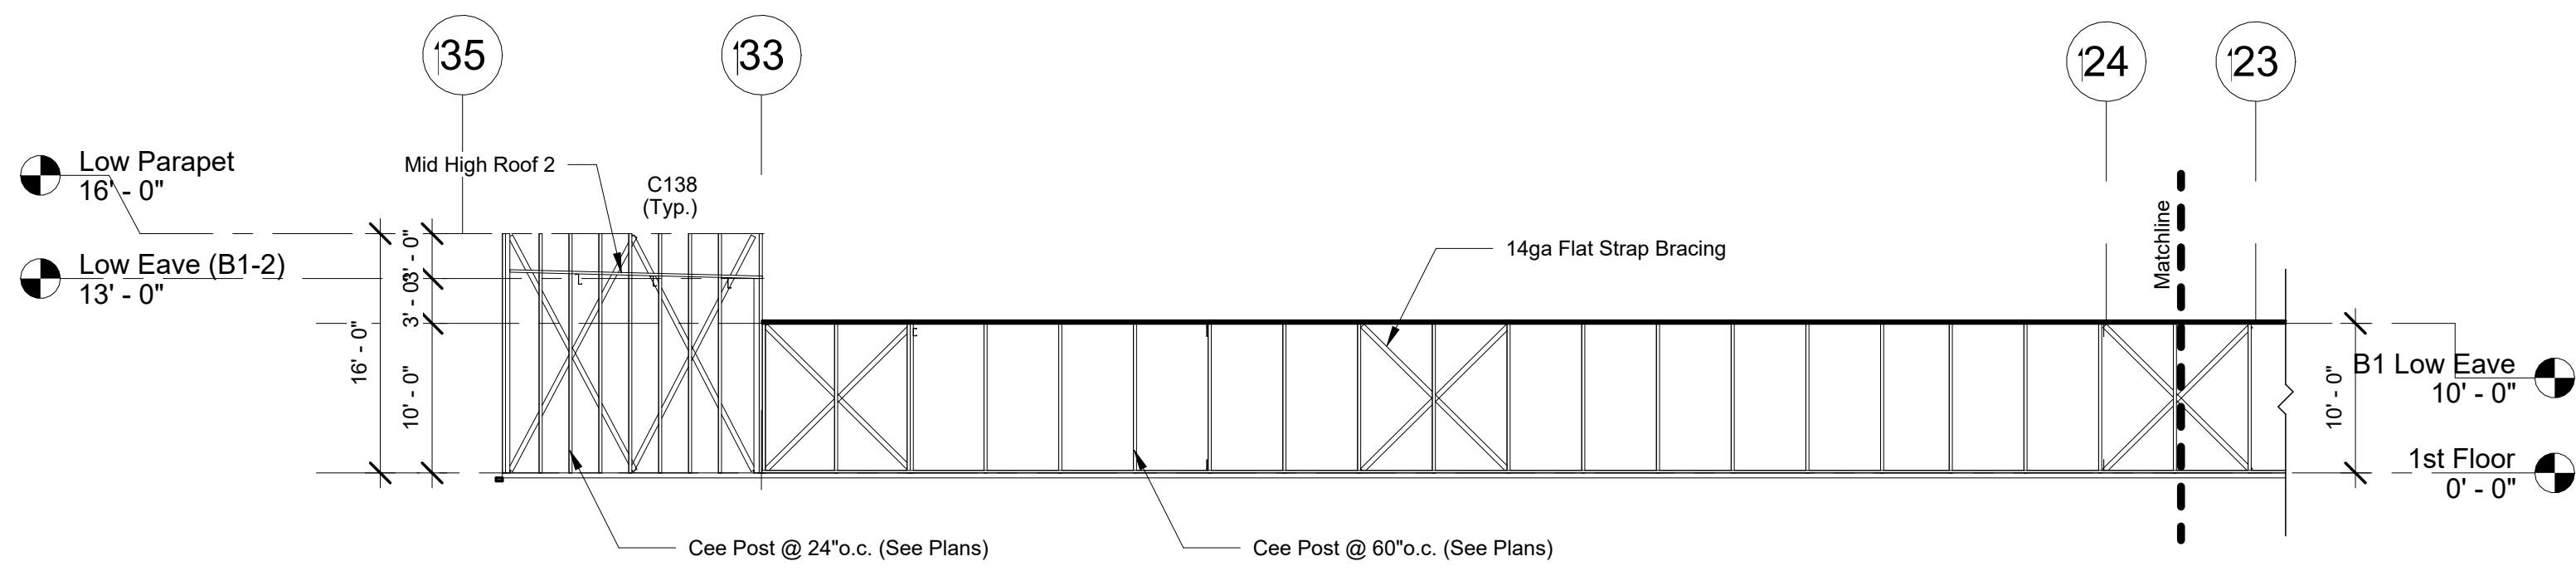 35
33
24
23
Low Parapet
16' - 0"
Low Eave (B1-2)
13' - 0"
Mid High Roof 2
C138
(Typ.)
14ga Flat Strap Bracing
Matchline
3' - 0"
3' - 0"
10' - 0"
16' - 0"
10' - 0"
B1 Low Eave
10' - 0"
1st Floor
0' - 0"
Cee Post @ 24"o.c. (See Plans)
Cee Post @ 60"o.c. (See Plans)